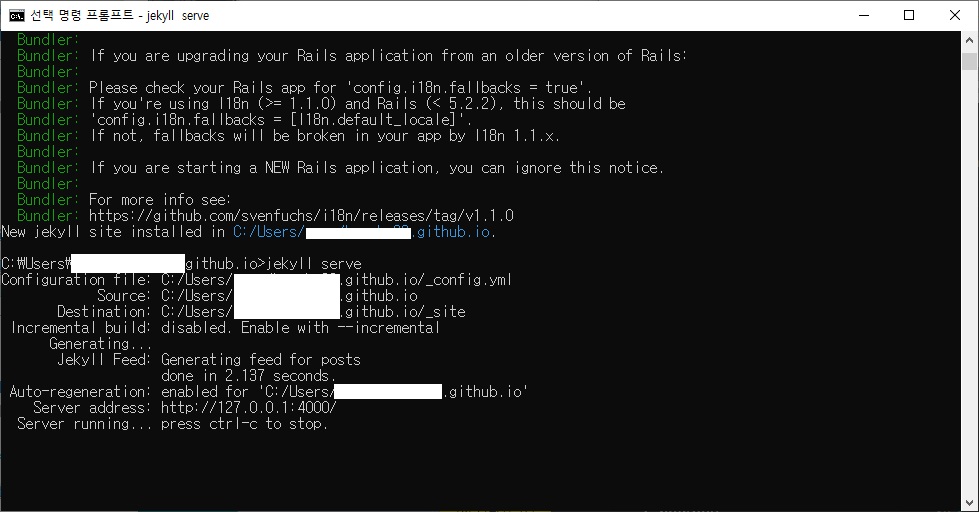 선택 명령 프롬프트 - jekyll serve
Bundler:
Bundler: If you are upgrading your Rails application from an older version of Rails:
Bundler:
Bundler: Please check your Rails app for 'config.i18n.fallbacks = true'.
Bundler: If you're using I18n (>= 1.1.0) and Rails (< 5.2.2), this should be
Bundler: 'config.i18n.fallbacks = [I18n.default_locale]'.
Bundler: If not, fallbacks will be broken in your app by I18n 1.1.x.
Bundler:
Bundler: If you are starting a NEW Rails application, you can ignore this notice.
Bundler:
Bundler: For more info see:
Bundler: https://github.com/svenfuchs/i18n/releases/tag/v1.1.0
New jekyll site installed in C:/Users/ .github.io.
C:\Users\ github.io>jekyll serve
Configuration file: C:/Users/ .github.io/_config.yml
Source: C:/Users/ .github.io
Destination: C:/Users/ .github.io/_site
Incremental build: disabled. Enable with --incremental
Generating...
Jekyll Feed: Generating feed for posts
done in 2.137 seconds.
Auto-regeneration: enabled for 'C:/Users/ .github.io'
Server address: http://127.0.0.1:4000/
Server running... press ctrl-c to stop.